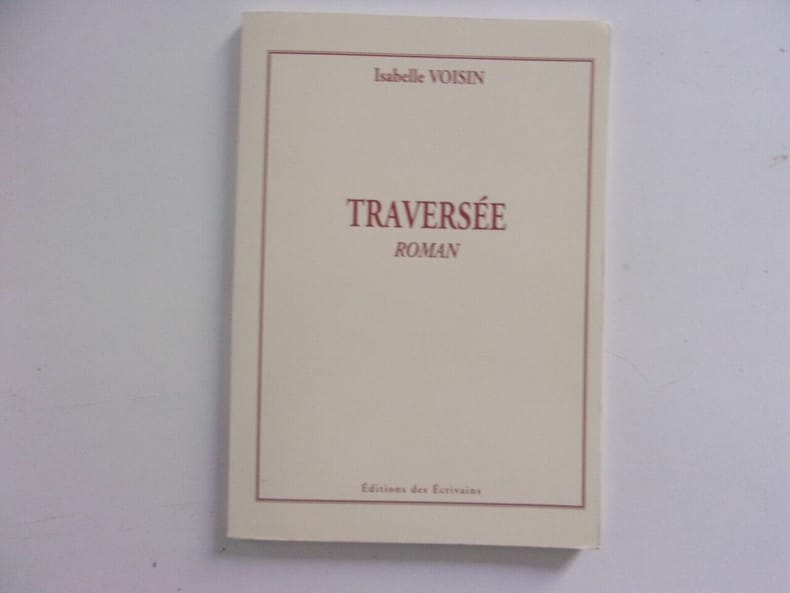 Isabelle VOISIN
TRAVERSÉE
ROMAN
Éditions des Écrivains